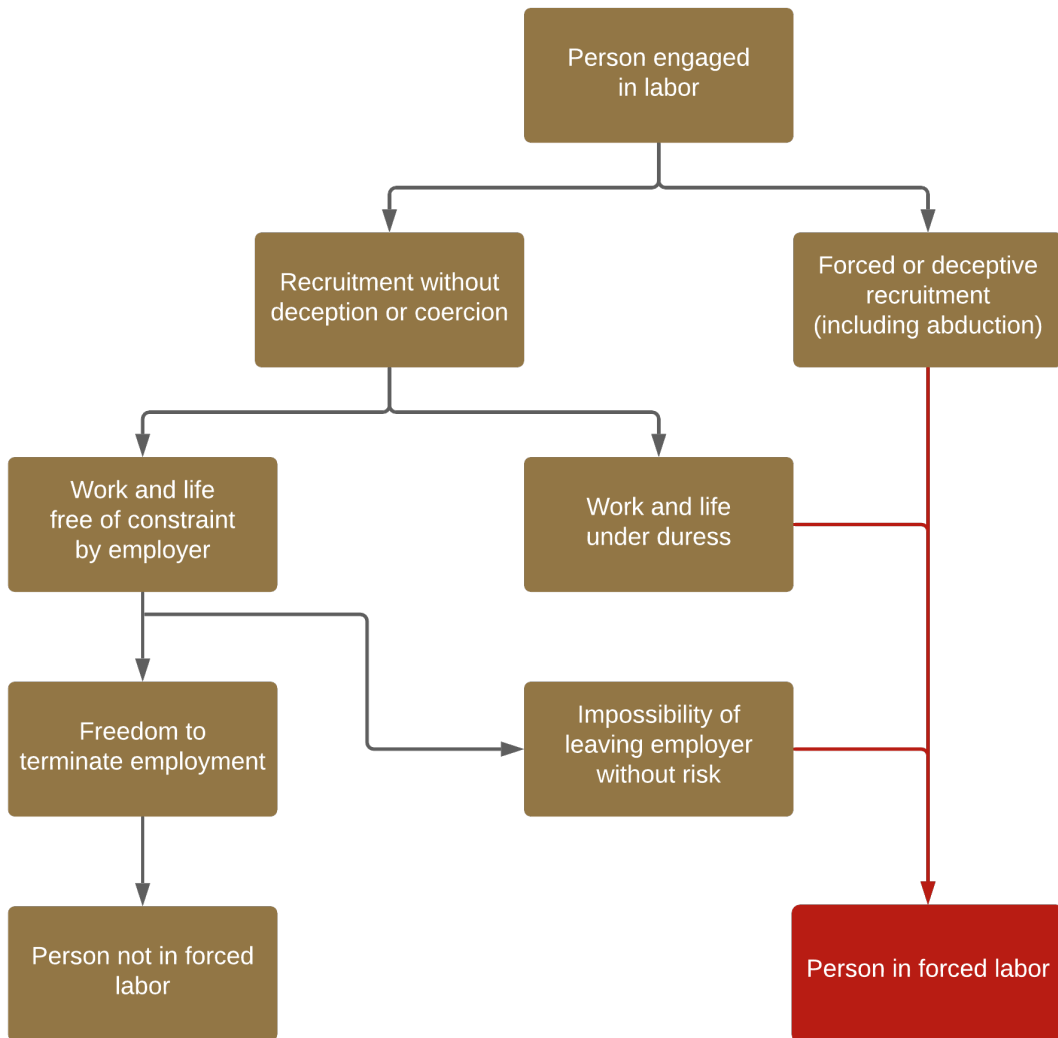 Person engaged
in labor
Recruitment without
deception or coercion
Forced or deceptive
recruitment
(including abduction)
Work and life
free of constraint
by employer
Work and life
under duress
Freedom to
terminate employment
Impossibility of
leaving employer
without risk
Person not in forced
labor
Person in forced labor